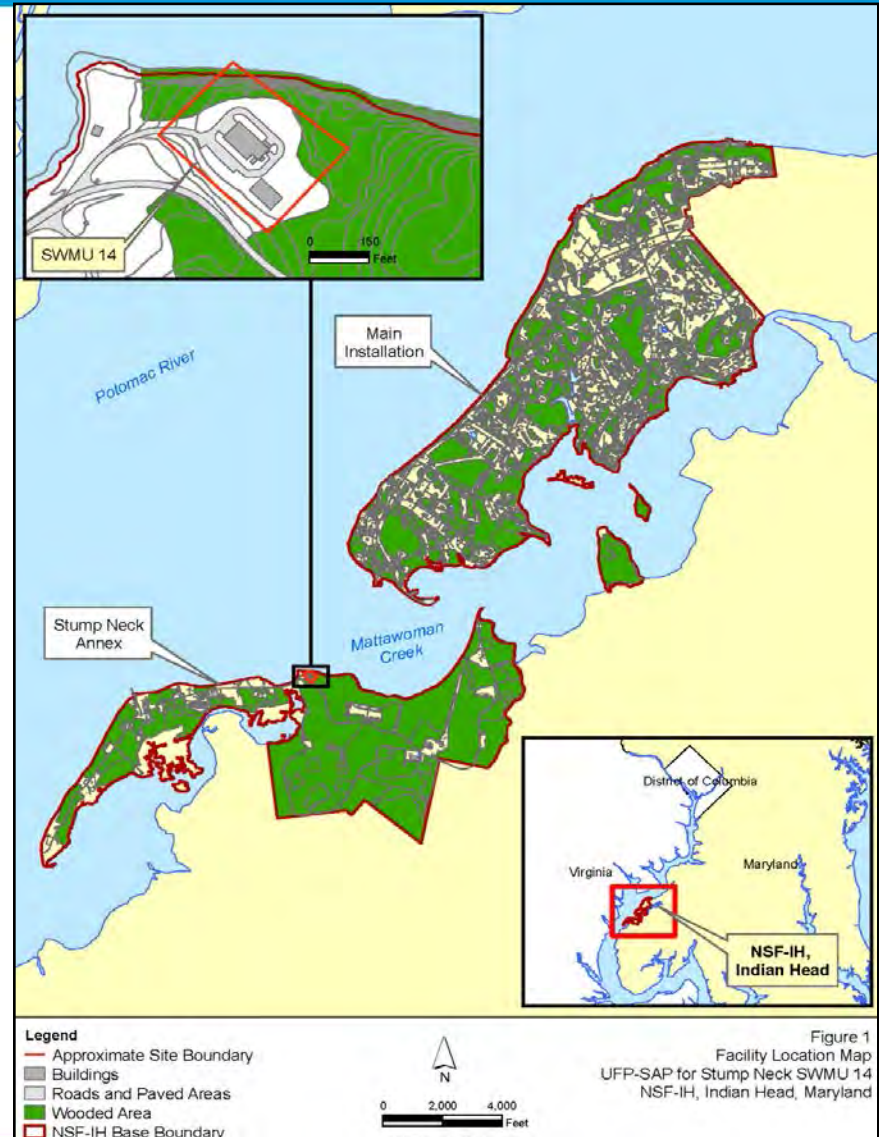 SWMU 14
0 150
Feet
Main
Installation
Potomac River
Stump Neck
Annex
Mattawoman
Creek
District of Columbia
Virginia
Maryland
NSF-IH,
Indian Head
Legend
Approximate Site Boundary
Buildings
Roads and Paved Areas
Wooded Area
NSF-IH Base Boundary
N
0 2,000 4,000
Feet
Figure 1
Facility Location Map
UFP-SAP for Stump Neck SWMU 14
NSF-IH, Indian Head, Maryland